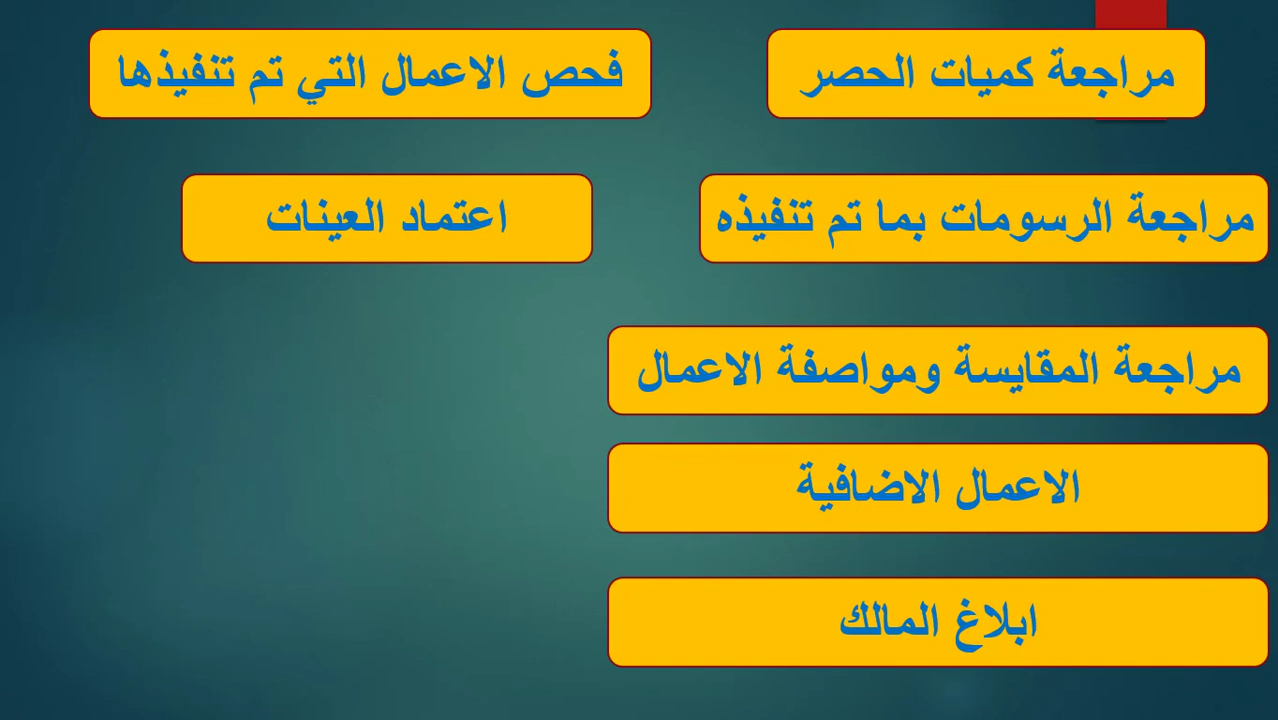 مراجعة كميات الحصر
فحص الاعمال التي تم تنفيذها
مراجعة الرسومات بما تم تنفيذه
اعتماد العينات
مراجعة المقايسة ومواصفة الاعمال
الاعمال الاضافية
ابلاغ المالك